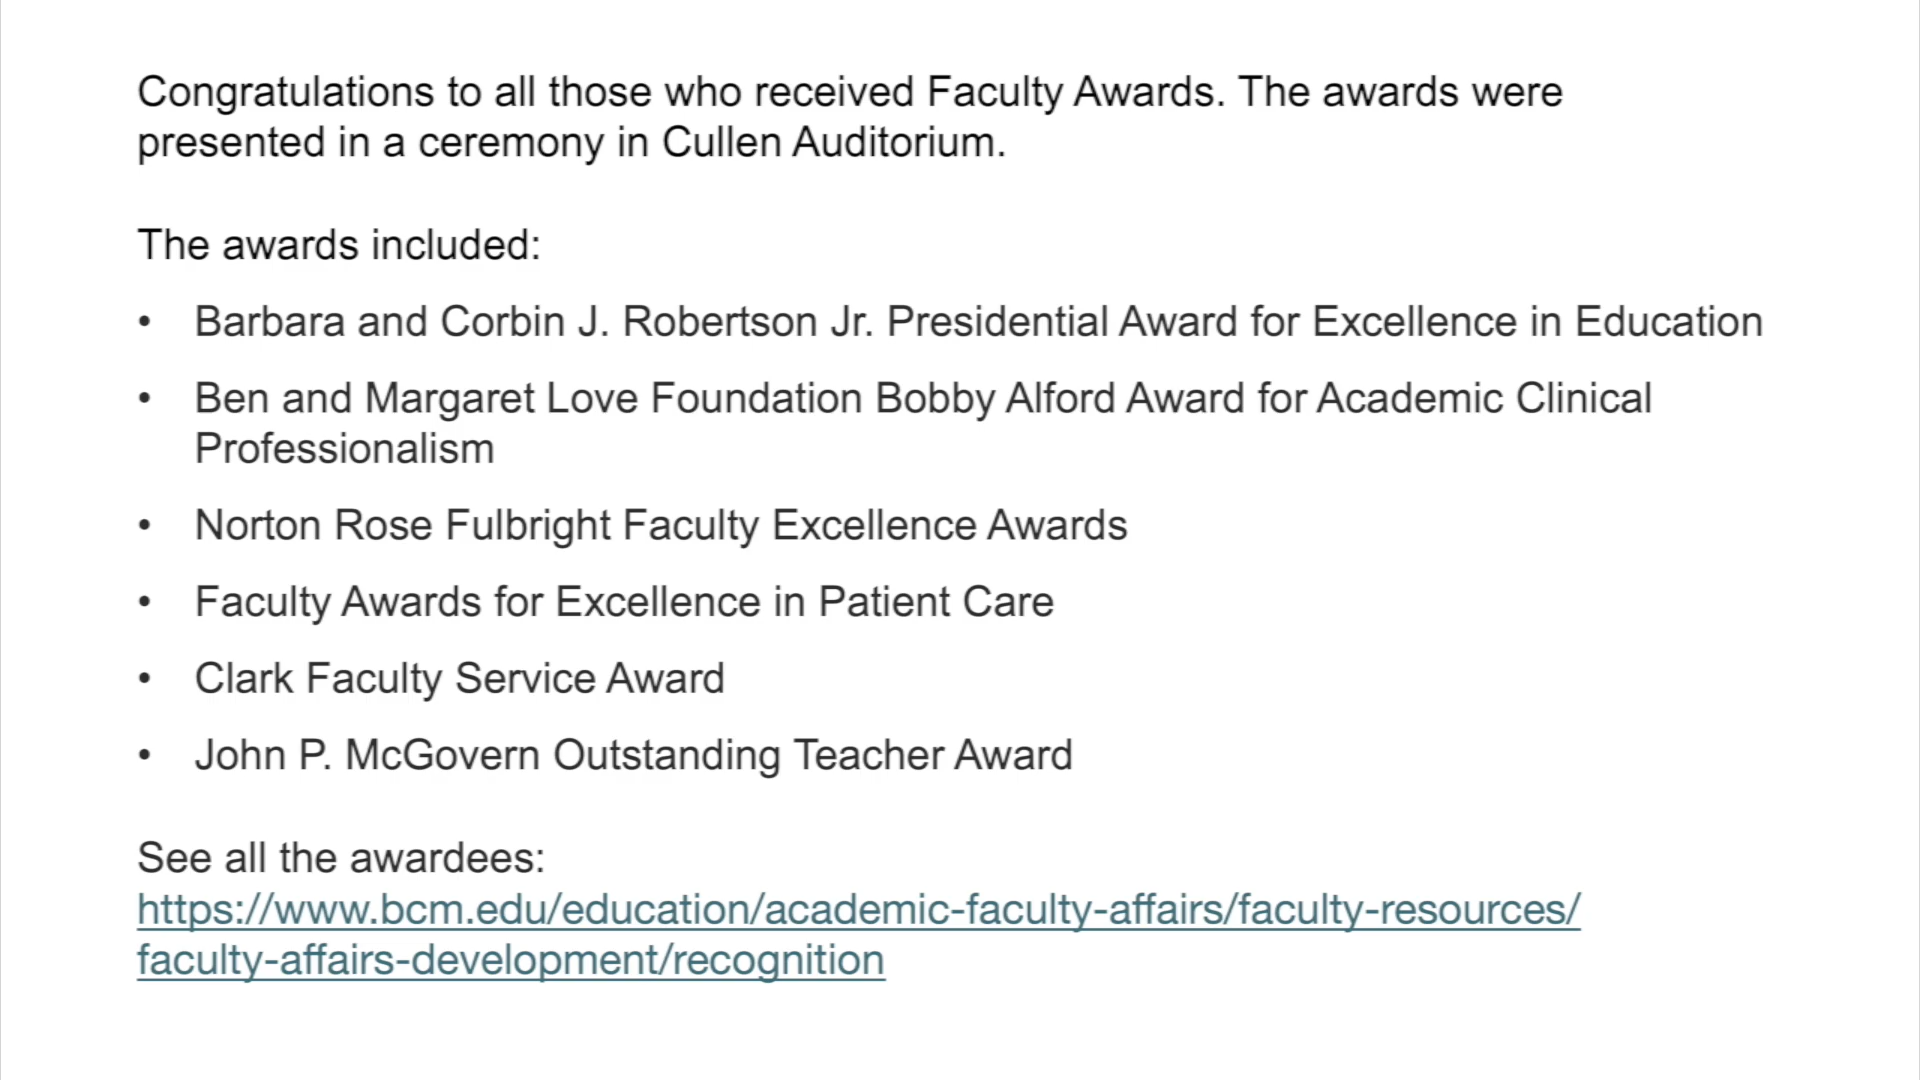 Congratulations to all those who received Faculty Awards. The awards were
presented in a ceremony in Cullen Auditorium.
The awards included:
• Barbara and Corbin J. Robertson Jr. Presidential Award for Excellence in Education
• Ben and Margaret Love Foundation Bobby Alford Award for Academic Clinical
Professionalism
• Norton Rose Fulbright Faculty Excellence Awards
• Faculty Awards for Excellence in Patient Care
• Clark Faculty Service Award
• John P. McGovern Outstanding Teacher Award
See all the awardees:
https://www.bcm.edu/education/academic-faculty-affairs/faculty-resources/
faculty-affairs-development/recognition